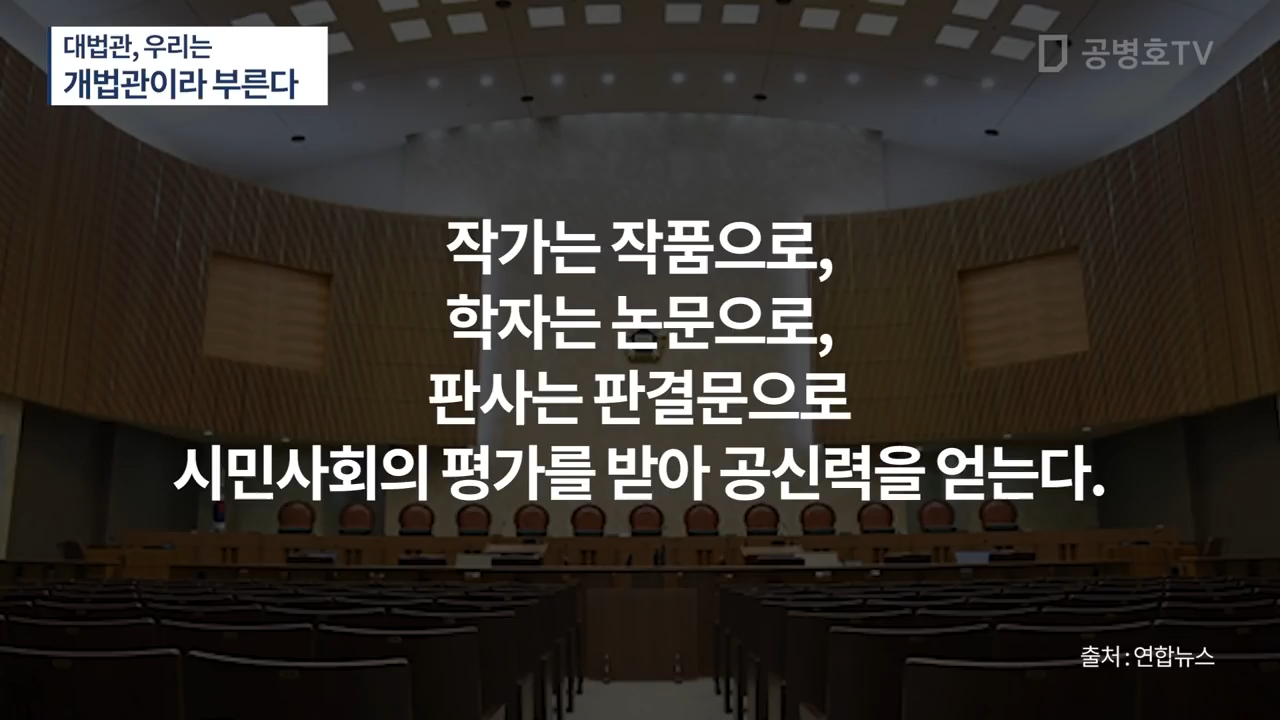 대법관, 우리는
개법관이라 부른다
공병호TV
작가는 작품으로,
학자는 논문으로,
판사는 판결문으로
시민사회의 평가를 받아 공신력을 얻는다.
출처 : 연합뉴스